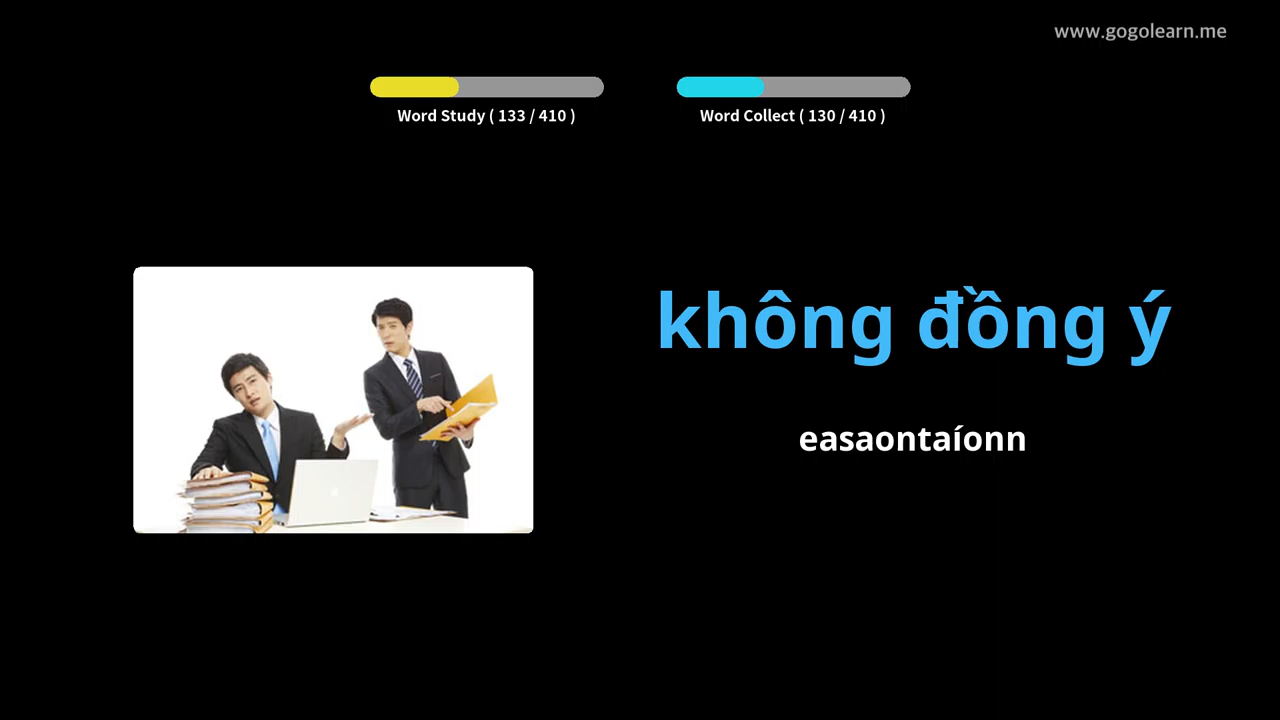 www.gogolearn.me
Word Study ( 133 / 410 )
Word Collect ( 130 / 410 )
không đồng ý
easaontaíonn